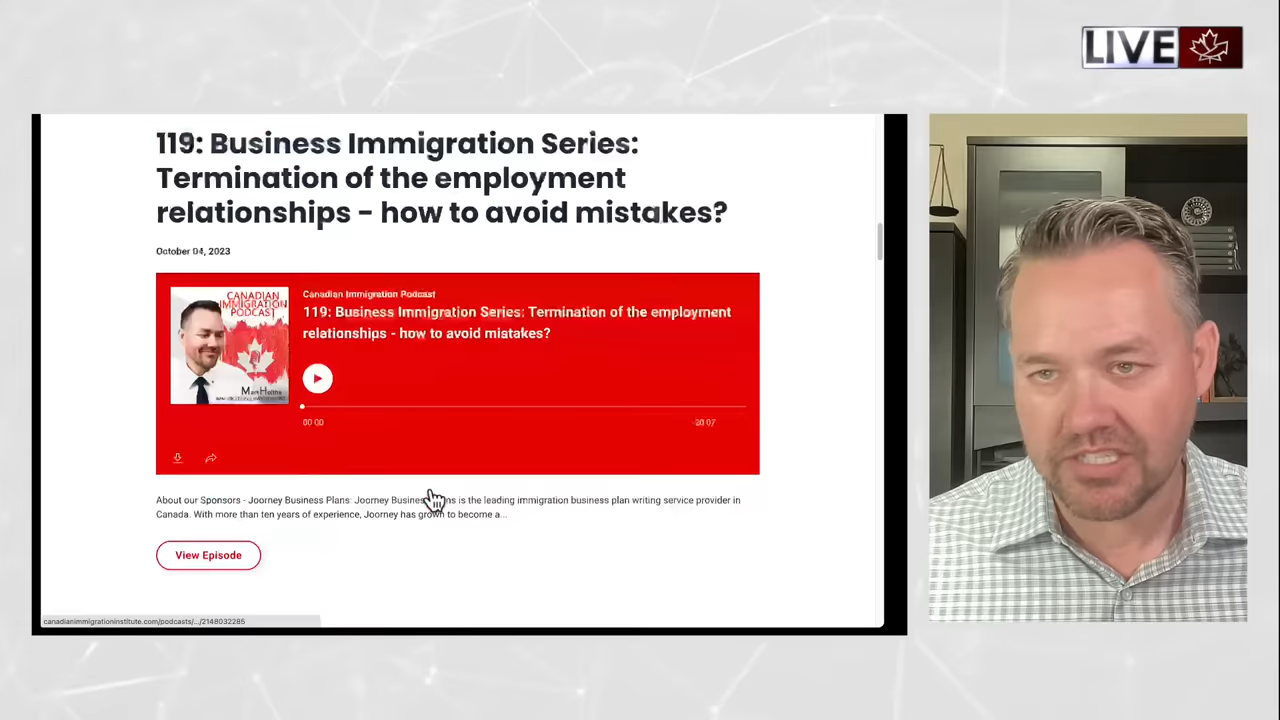 LIVE
119: Business Immigration Series:
Termination of the employment
relationships - how to avoid mistakes?
October 04, 2023
CANADIAN
IMMIGRATION
PODCAST
Canadian Immigration Podcast
119: Business Immigration Series: Termination of the employment
relationships - how to avoid mistakes?
00:00
-30:07
About our Sponsors - Joorney Business Plans: Joorney Business is the leading immigration business plan writing service provider in
Canada. With more than ten years of experience, Joorney has grown to become a...
View Episode
canadianimmigrationinstitute.com/podcasts/.../2148032285